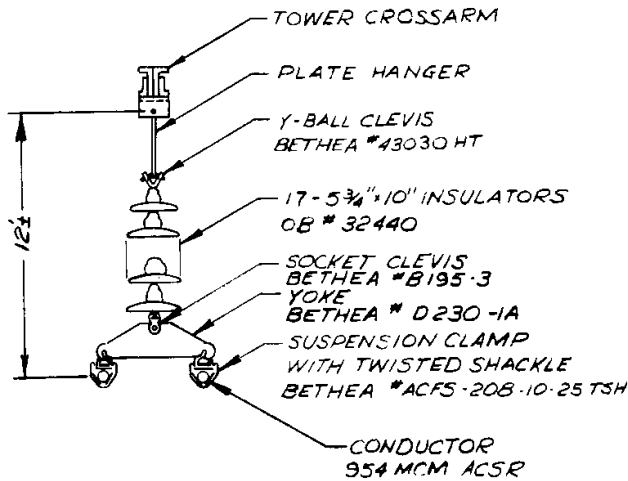 TOWER CROSSARM
PLATE HANGER
Y-BALL CLEVIS
BETHEA #43030 HT
17-5¾"x10" INSULATORS
OB # 32440
12'±
SOCKET CLEVIS
BETHEA #B195-3
YOKE
BETHEA # D230-1A
SUSPENSION CLAMP
WITH TWISTED SHACKLE
BETHEA #ACFS-208-10-25 TSH
CONDUCTOR
954 MCM ACSR